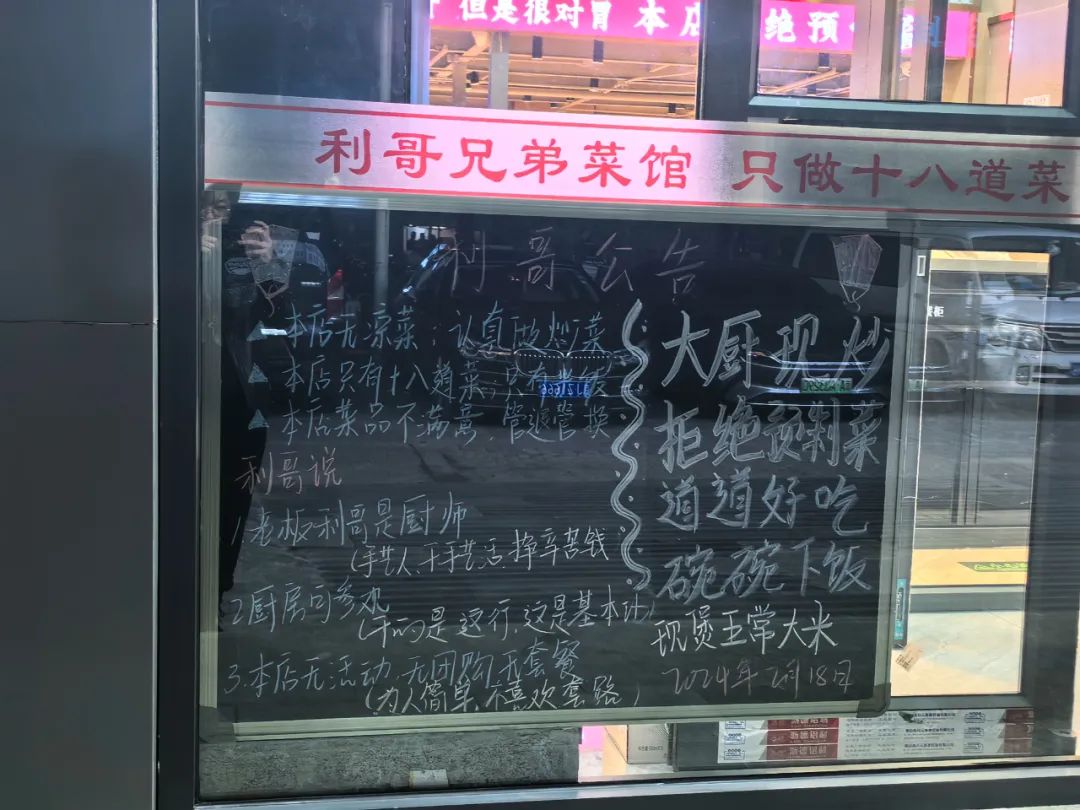 但是很对胃 本店
绝预
利哥兄弟菜馆 只做十八道菜
利哥公告
本店无凉菜；认真做炒菜
本店只有十八道菜；只有
本店菜品不满意，管退管换
利哥说
1、老板利哥是厨师
(手艺人，干手艺活，挣辛苦钱
2厨房可参观
(干的是这行，这是基本功)
3.本店无活动，无团购，无套餐
(为人简单，不喜欢套路)
大厨现炒
拒绝预制菜
道道好吃
碗碗下饭
现煲五常大米
2024年2月18日